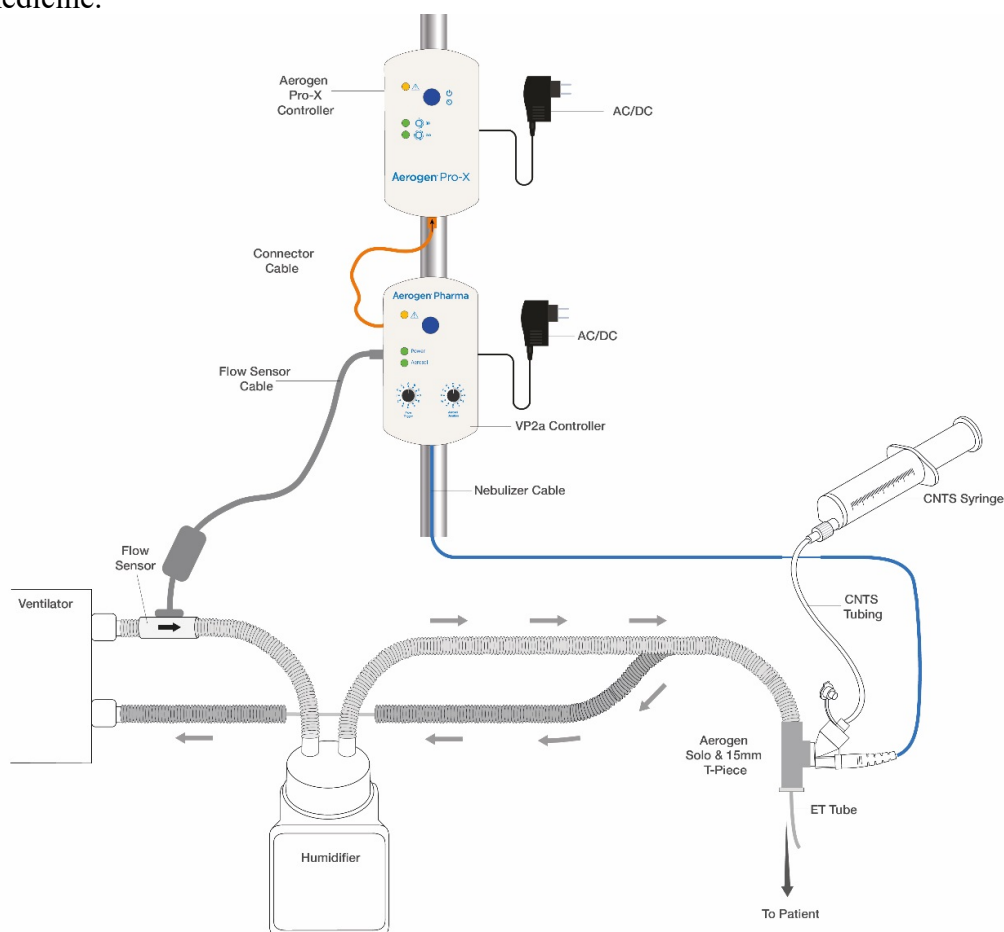 Aerogen
Pro-X
Controller
AC/DC
Aerogen Pro-X
Connector
Cable
Aerogen Pharma
AC/DC
Power
Aerosol
Flow Sensor
Cable
VP2a Controller
Nebulizer Cable
CNTS Syringe
Flow
Sensor
Ventilator
CNTS
Tubing
Aerogen
Solo & 15mm
T-Piece
ET Tube
Humidifier
To Patient